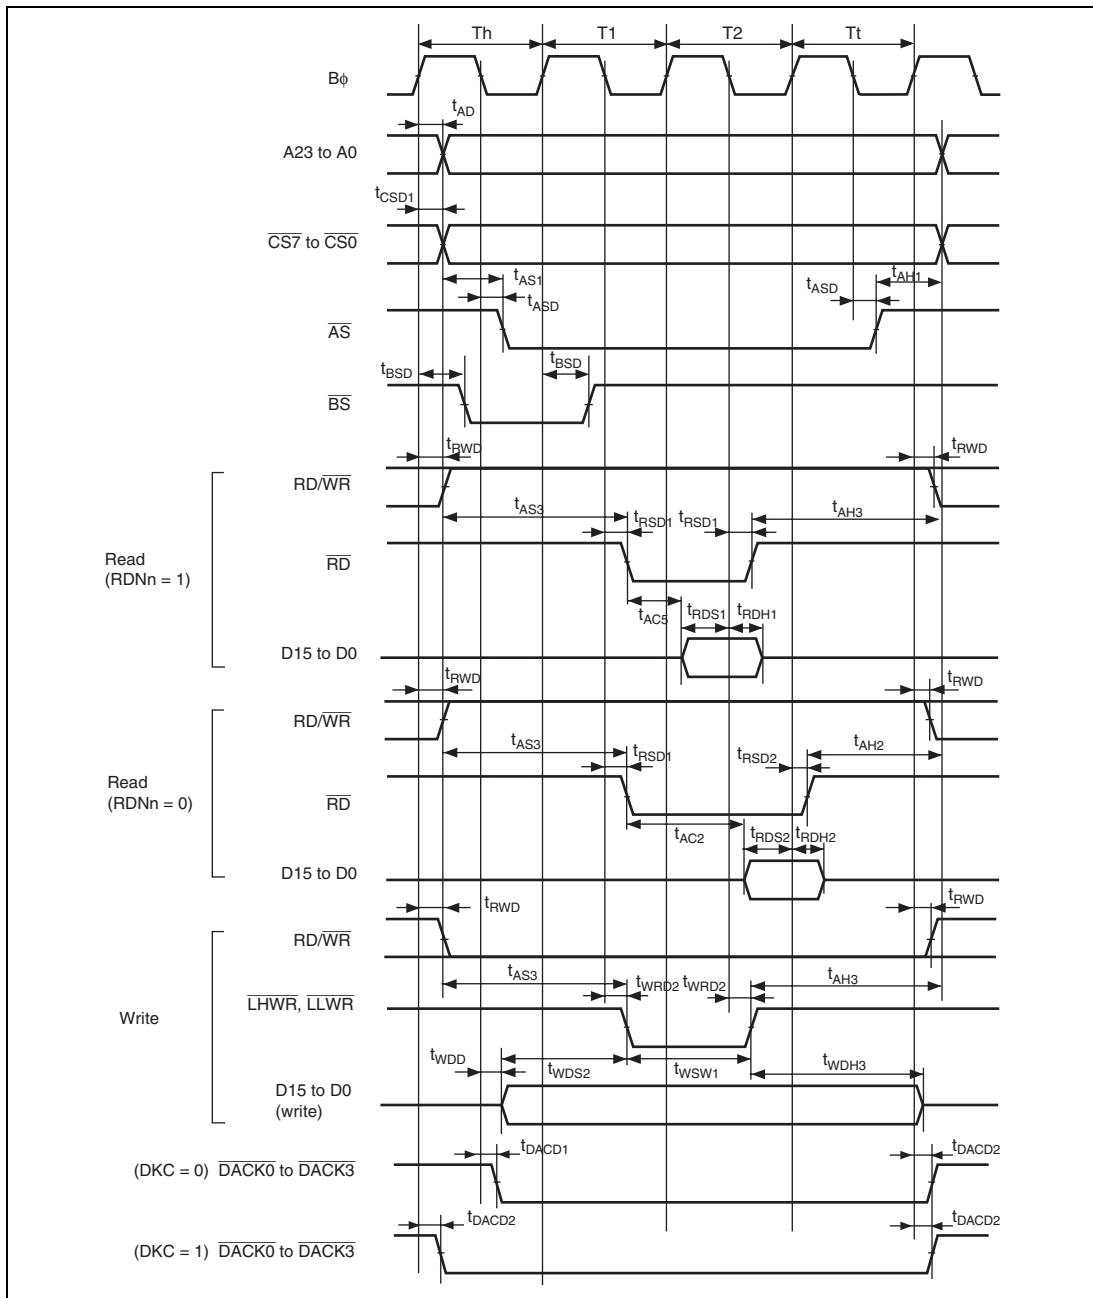 Th T1 T2 Tt
Bϕ
tAD
A23 to A0
tCSD1
CS7 to CS0
tAS1 tASD tASD tAH1
AS
tBSD tBSD
BS
tRWD tRWD
RD/WR
tAS3 tRSD1 tRSD1 tAH3
Read
(RDNn = 1)
RD
tAC5 tRDS1 tRDH1
D15 to D0
tRWD tRWD
RD/WR
tAS3 tRSD1 tRSD2 tAH2
Read
(RDNn = 0)
RD
tAC2 tRDS2 tRDH2
D15 to D0
tRWD tRWD
RD/WR
tAS3 tWRD2 tWRD2 tAH3
LHWR, LLWR
Write
tWDD tWDS2 tWSW1 tWDH3
D15 to D0
(write)
tDACD1 tDACD2
(DKC = 0) DACK0 to DACK3
tDACD2 tDACD2
(DKC = 1) DACK0 to DACK3